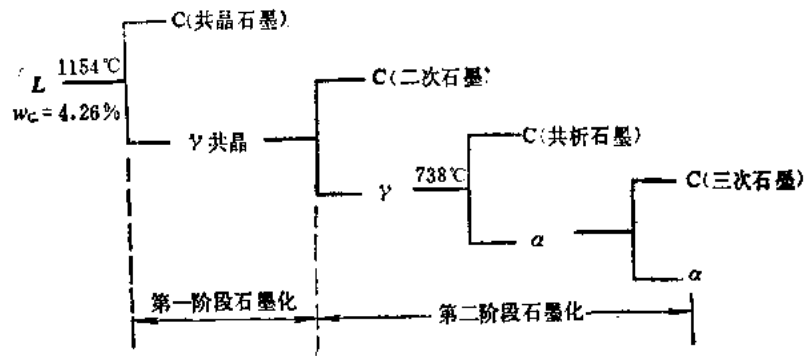 C(共晶石墨)
L 1154℃
w_C=4.26%
γ共晶
C(二次石墨)
γ 738℃
C(共析石墨)
α
C(三次石墨)
α
第一阶段石墨化
第二阶段石墨化